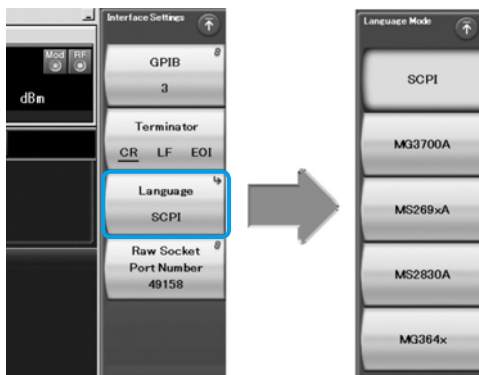 Mod RF
dBm
Interface Settings
GPIB
3
Terminator
CR LF EOI
Language
SCPI
Raw Socket
Port Number
49158
Language Mode
SCPI
MG3700A
MS269xA
MS2830A
MG364x